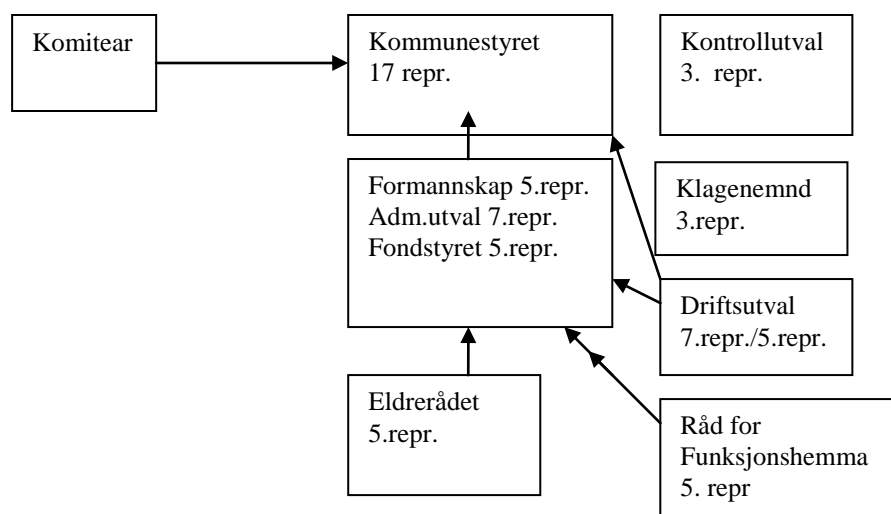 Komitear
Kommunestyret
17 repr.
Kontrollutval
3. repr.
Formannskap 5.repr.
Adm.utval 7.repr.
Fondstyret 5.repr.
Klagenemnd
3.repr.
Driftsutval
7.repr./5.repr.
Eldrerådet
5.repr.
Råd for
Funksjonshemma
5. repr